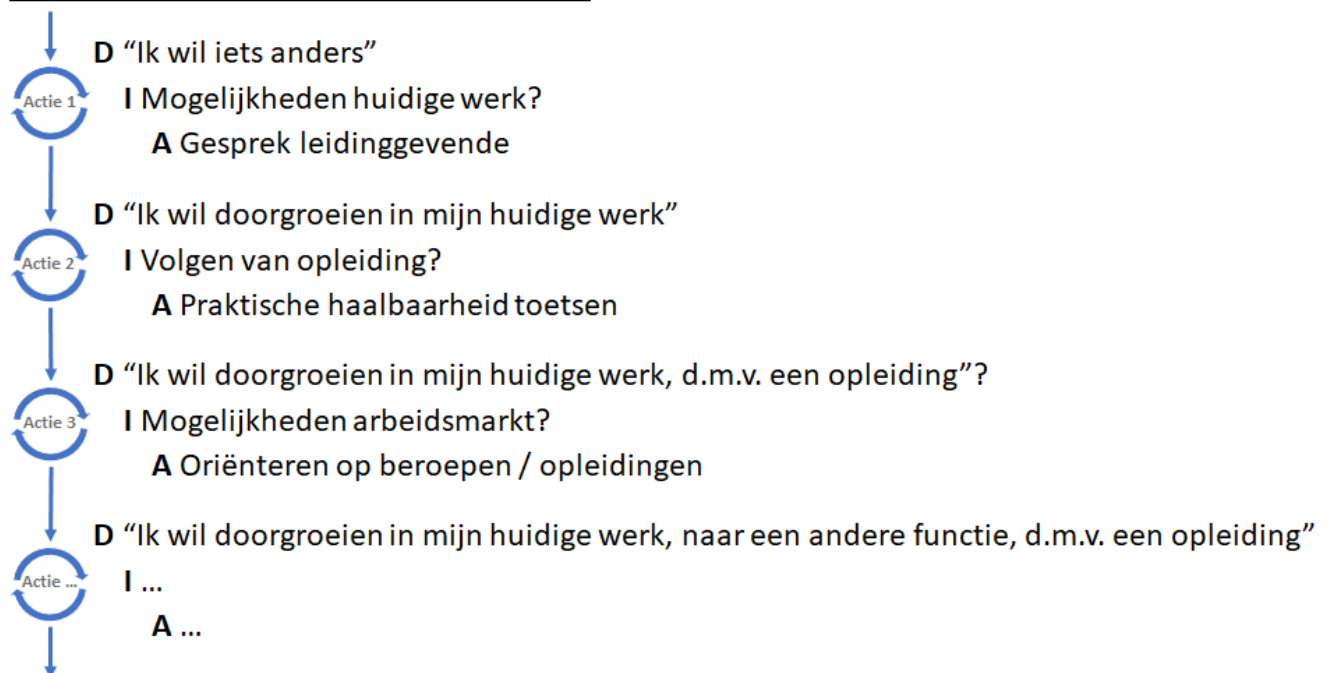 D “Ik wil iets anders”
Actie 1
I Mogelijkheden huidige werk?
A Gesprek leidinggevende
D “Ik wil doorgroeien in mijn huidige werk”
Actie 2
I Volgen van opleiding?
A Praktische haalbaarheid toetsen
D “Ik wil doorgroeien in mijn huidige werk, d.m.v. een opleiding”?
Actie 3
I Mogelijkheden arbeidsmarkt?
A Oriënteren op beroepen / opleidingen
D “Ik wil doorgroeien in mijn huidige werk, naar een andere functie, d.m.v. een opleiding”
Actie ...
I ...
A ...